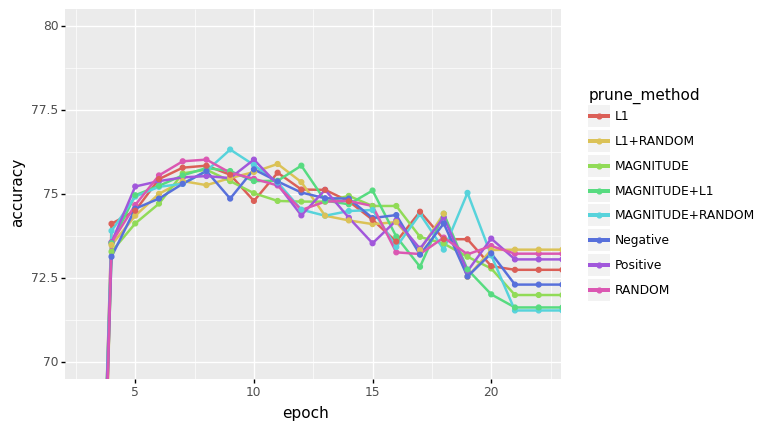 80
77.5
75
72.5
70
accuracy
5
10
15
20
epoch
prune_method
L1
L1+RANDOM
MAGNITUDE
MAGNITUDE+L1
MAGNITUDE+RANDOM
Negative
Positive
RANDOM